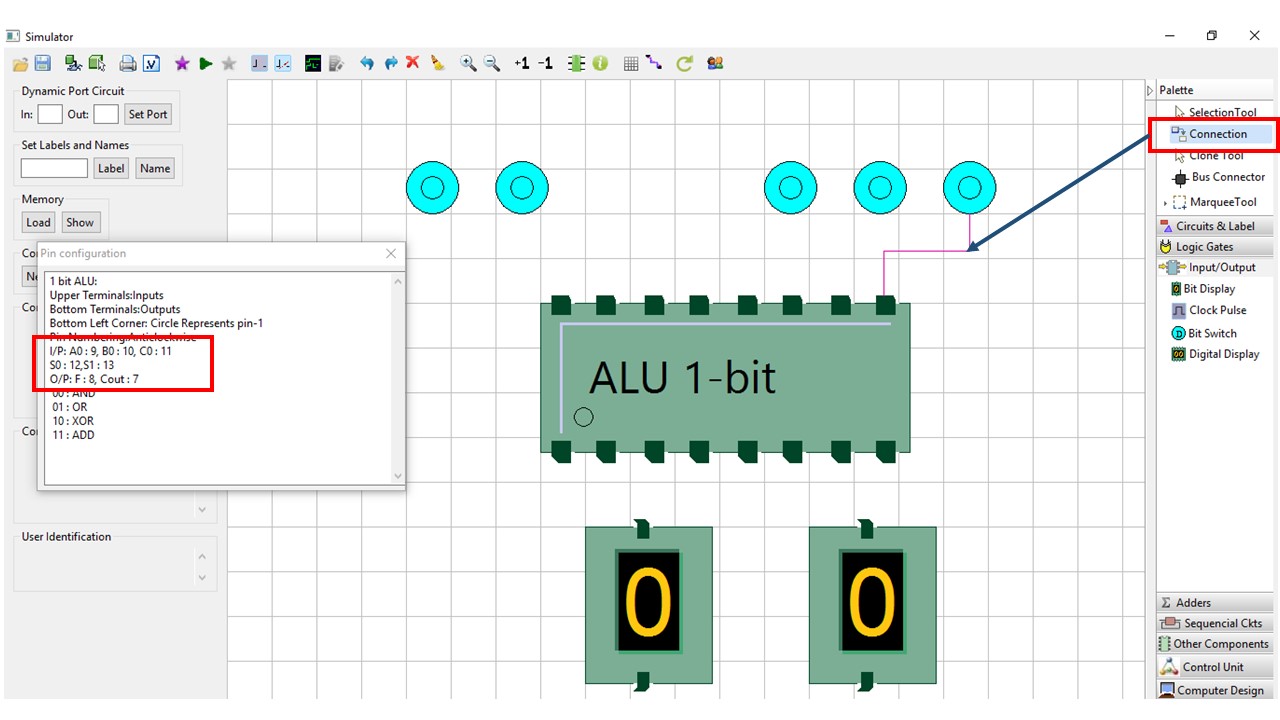 Simulator
+1 -1
Dynamic Port Circuit
In: Out: Set Port
Set Labels and Names
Label Name
Memory
Load Show
Co
Ne
Co
Co
User Identification
Pin configuration
1 bit ALU:
Upper Terminals:Inputs
Bottom Terminals:Outputs
Bottom Left Corner: Circle Represents pin-1
Pin Numbering:Anticlockwise
I/P: A0 : 9, B0 : 10, C0 : 11
S0 : 12,S1 : 13
O/P: F : 8, Cout : 7
00 : AND
01 : OR
10 : XOR
11 : ADD
ALU 1-bit
0 0
Palette
SelectionTool
Connection
Clone Tool
Bus Connector
MarqueeTool
Circuits & Label
Logic Gates
Input/Output
Bit Display
Clock Pulse
Bit Switch
Digital Display
Σ Adders
Sequencial Ckts
Other Components
Control Unit
Computer Design